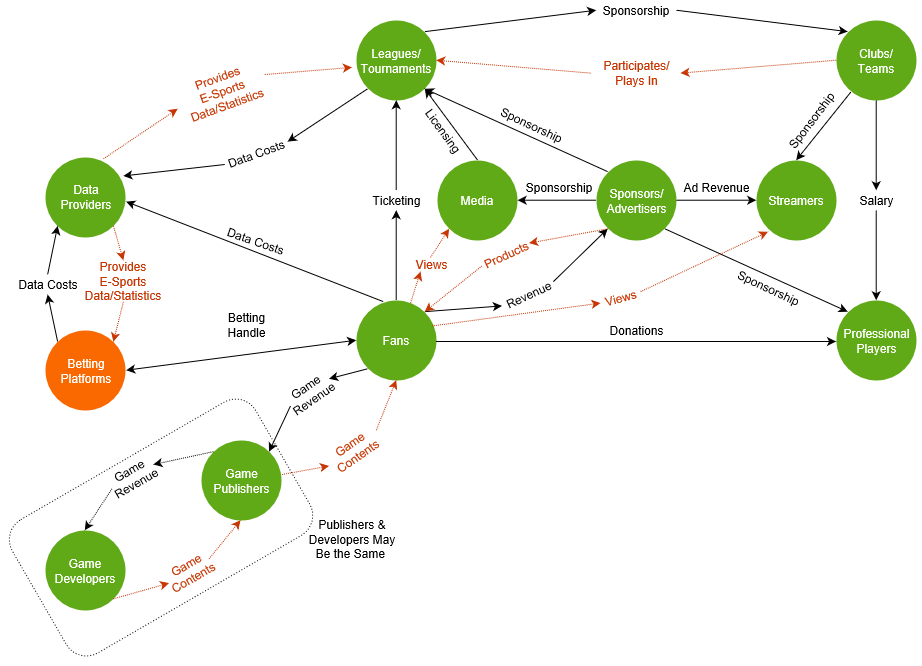 Sponsorship
Leagues/
Tournaments
Clubs/
Teams
Participates/
Plays In
Provides
E-Sports
Data/Statistics
Sponsorship
Sponsorship
Licensing
Data Costs
Data
Providers
Ticketing
Media
Sponsorship
Sponsors/
Advertisers
Ad Revenue
Streamers
Salary
Data Costs
Products
Views
Provides
E-Sports
Data/Statistics
Data Costs
Sponsorship
Revenue
Views
Betting
Handle
Fans
Donations
Professional
Players
Betting
Platforms
Game
Revenue
Game
Contents
Game
Publishers
Game
Revenue
Publishers &
Developers May
Be the Same
Game
Developers
Game
Contents